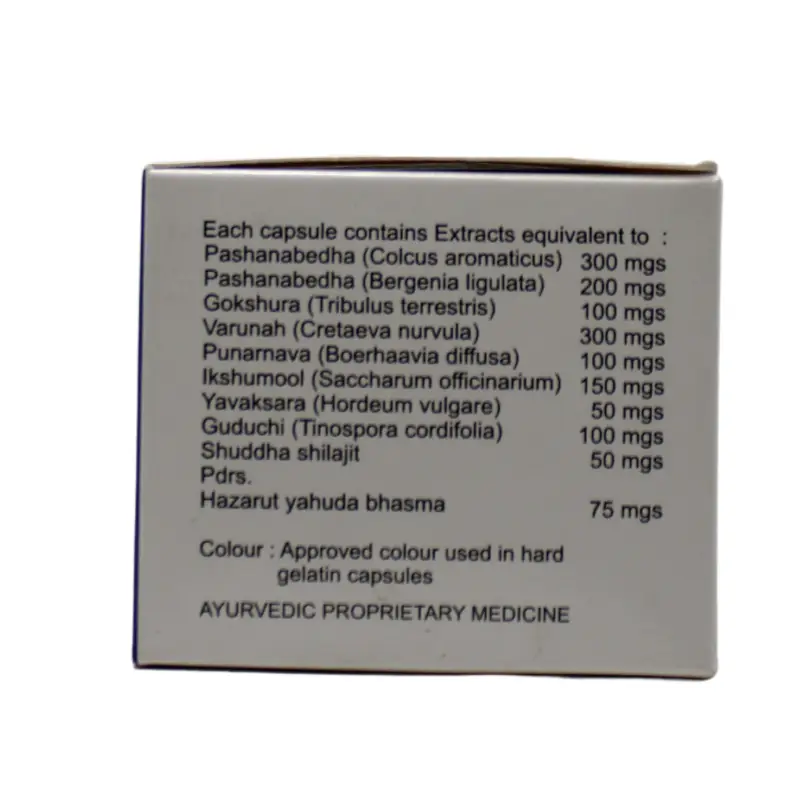 Each capsule contains Extracts equivalent to :
Pashanabedha (Colcus aromaticus) 300 mgs
Pashanabedha (Bergenia ligulata) 200 mgs
Gokshura (Tribulus terrestris) 100 mgs
Varunah (Cretaeva nurvula) 300 mgs
Punarnava (Boerhaavia diffusa) 100 mgs
Ikshumool (Saccharum officinarium) 150 mgs
Yavaksara (Hordeum vulgare) 50 mgs
Guduchi (Tinospora cordifolia) 100 mgs
Shuddha shilajit 50 mgs
Pdrs.
Hazarut yahuda bhasma 75 mgs
Colour : Approved colour used in hard
gelatin capsules
AYURVEDIC PROPRIETARY MEDICINE